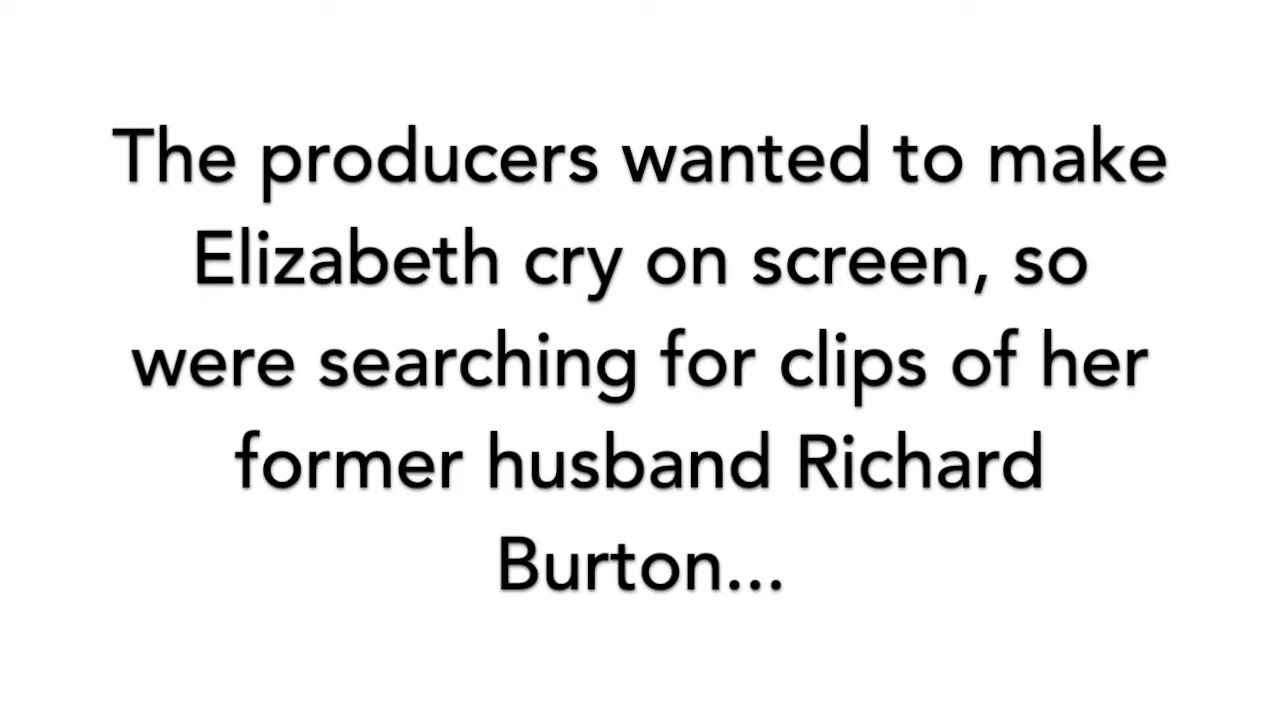 The producers wanted to make
Elizabeth cry on screen, so
were searching for clips of her
former husband Richard
Burton...